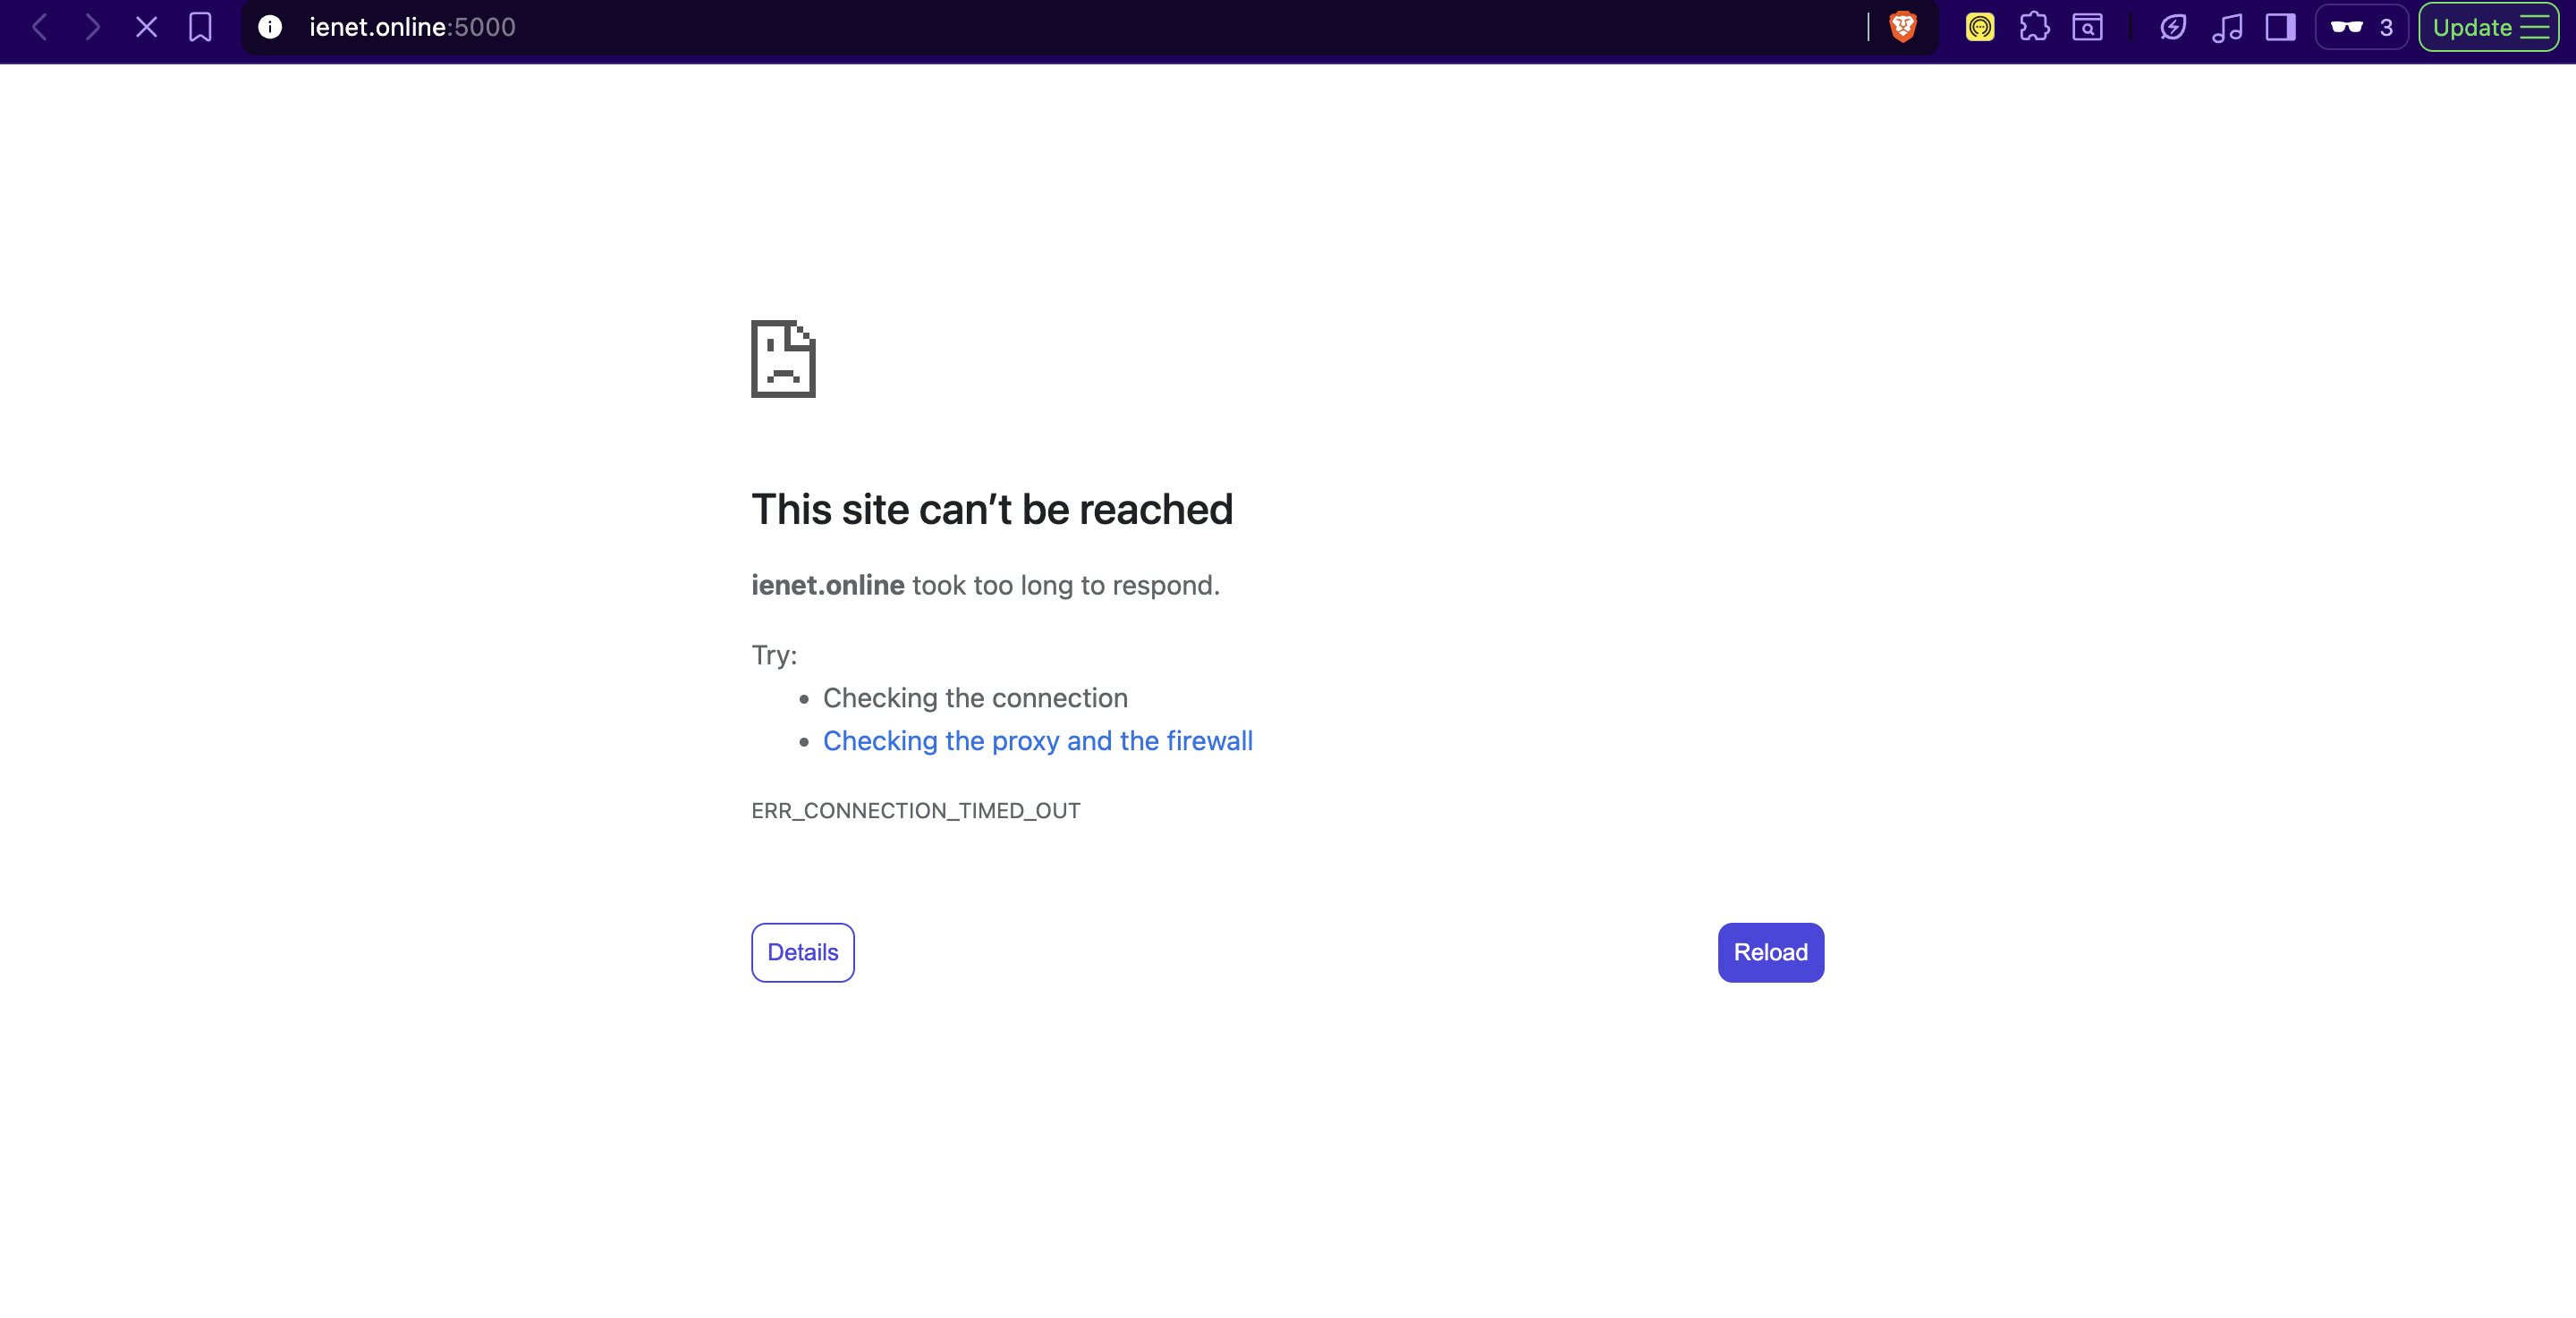 ienet.online:5000
3
Update
This site can’t be reached
ienet.online took too long to respond.
Try:
Checking the connection
Checking the proxy and the firewall
ERR_CONNECTION_TIMED_OUT
Details
Reload